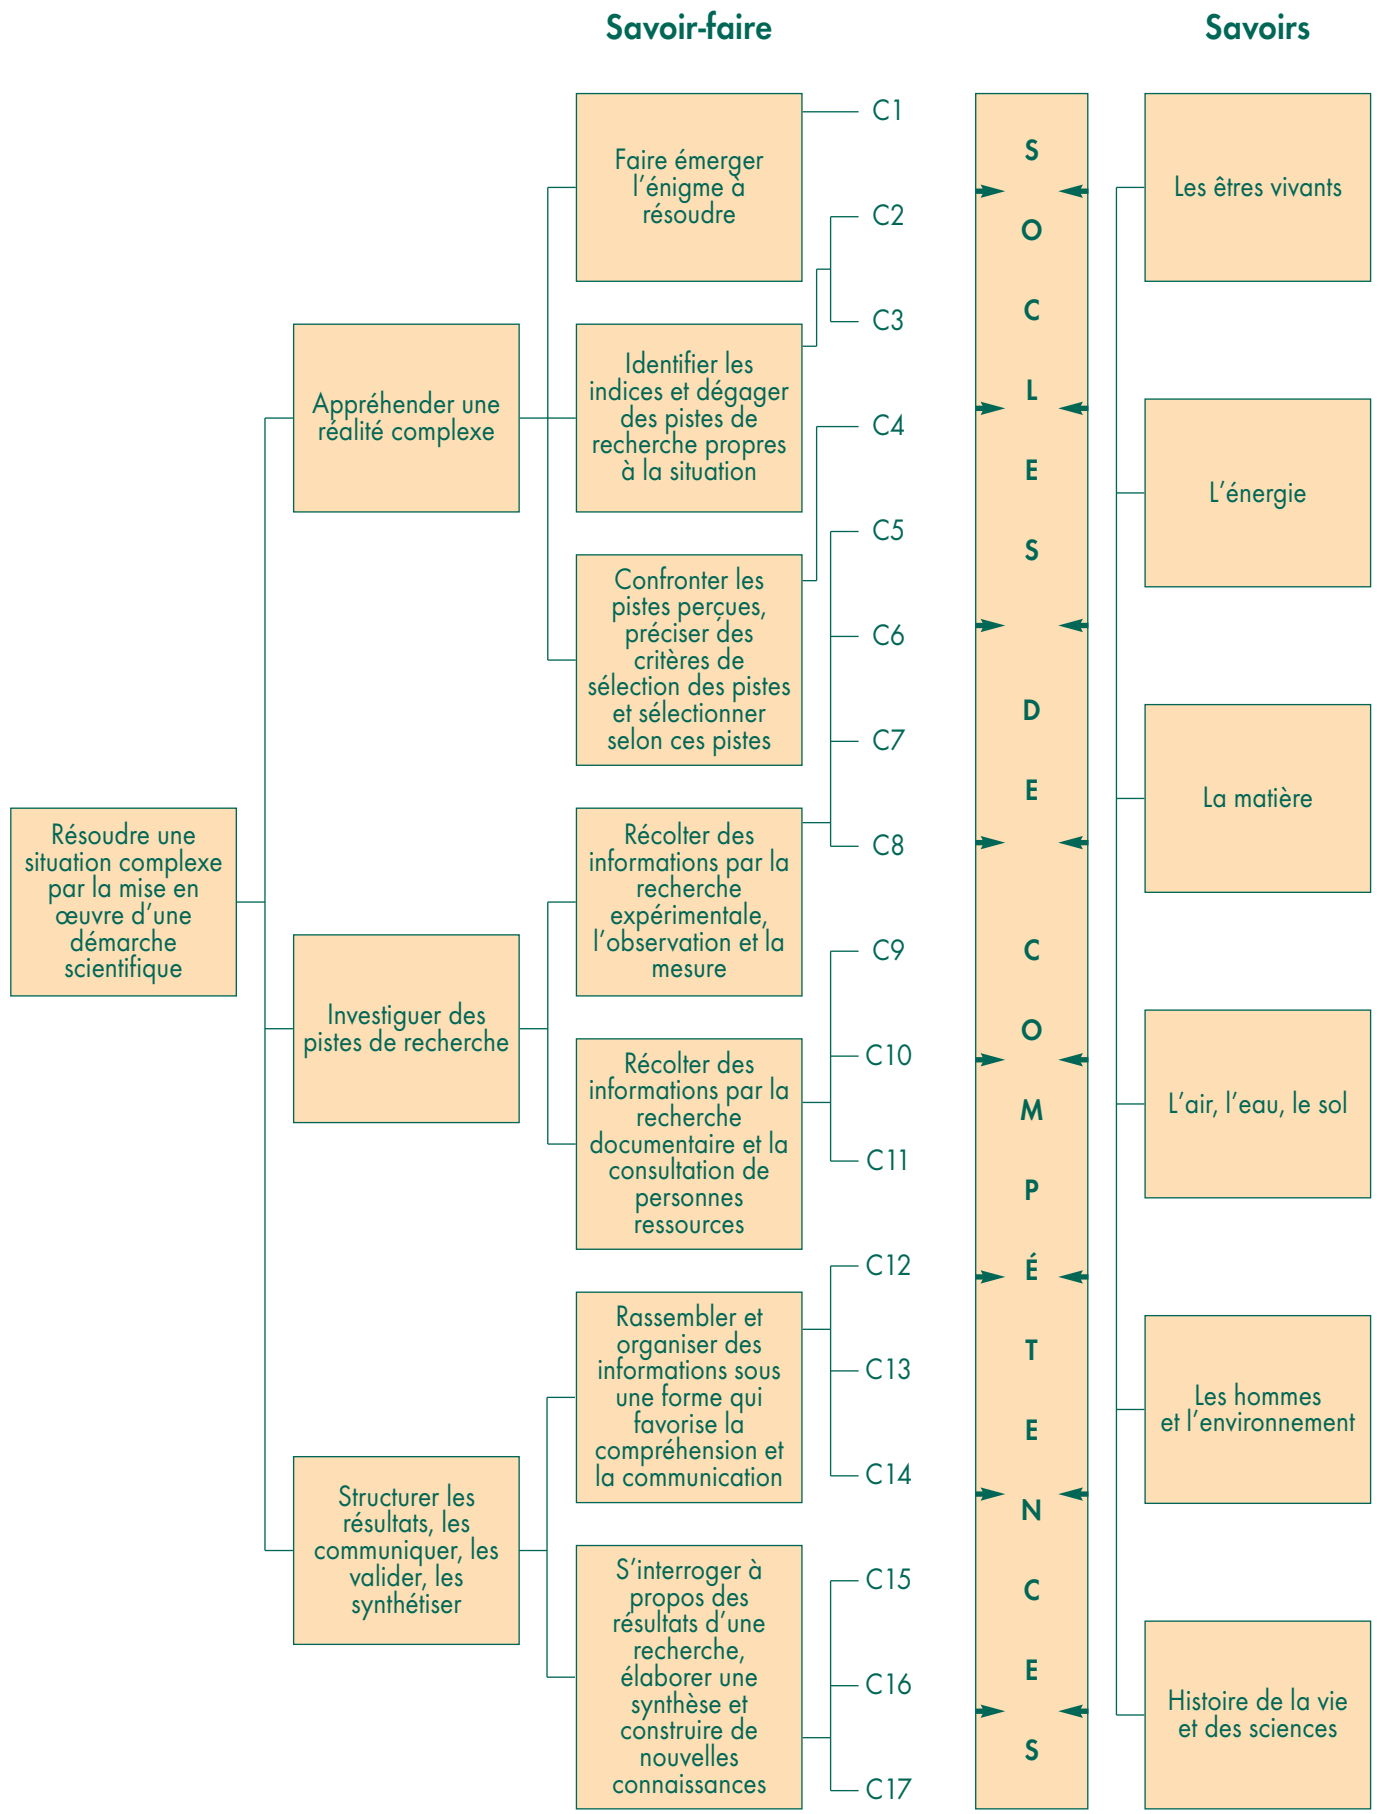 Savoir-faire
Savoirs
Résoudre une
situation complexe
par la mise en
œuvre d’une
démarche
scientifique
Appréhender une
réalité complexe
Investiguer des
pistes de recherche
Structurer les
résultats, les
communiquer, les
valider, les
synthétiser
Faire émerger
l’énigme à
résoudre
Identifier les
indices et dégager
des pistes de
recherche propres
à la situation
Confronter les
pistes perçues,
préciser des
critères de
sélection des pistes
et sélectionner
selon ces pistes
Récolter des
informations par la
recherche
expérimentale,
l’observation et la
mesure
Récolter des
informations par la
recherche
documentaire et la
consultation de
personnes
ressources
Rassembler et
organiser des
informations sous
une forme qui
favorise la
compréhension et
la communication
S’interroger à
propos des
résultats d’une
recherche,
élaborer une
synthèse et
construire de
nouvelles
connaissances
C1
C2
C3
C4
C5
C6
C7
C8
C9
C10
C11
C12
C13
C14
C15
C16
C17
SOCLES DE COMPÉTENCES
Les êtres vivants
L’énergie
La matière
L’air, l’eau, le sol
Les hommes
et l’environnement
Histoire de la vie
et des sciences